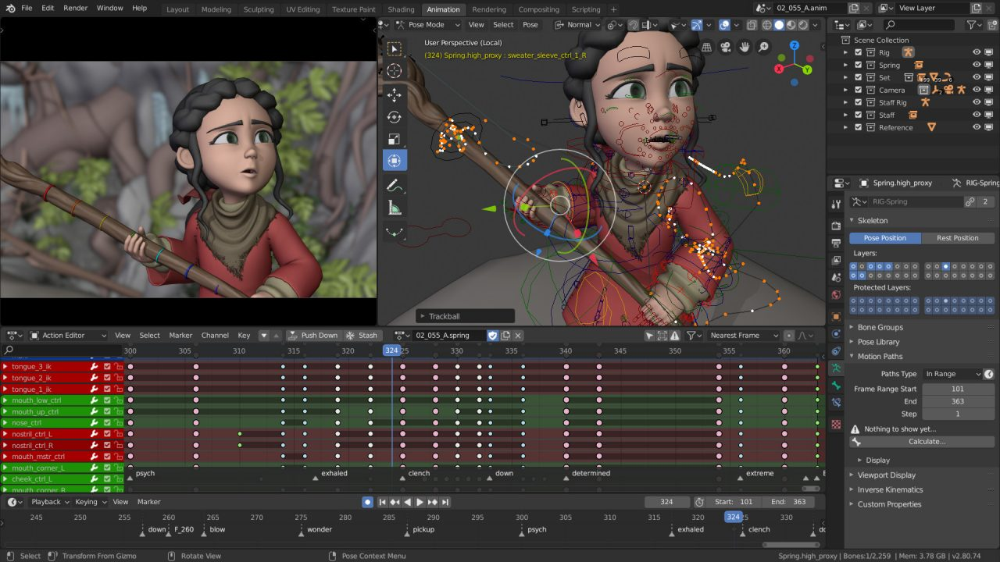 File Edit Render Window Help Layout Modeling Sculpting UV Editing Texture Paint Shading Animation Rendering Compositing Scripting + 02_055_A.anim View Layer
Pose Mode View Select Pose Normal
User Perspective (Local)
(324) Spring.high_proxy : sweater_sleeve_ctrl_1_R
Z
X
Y
Trackball
Scene Collection
Rig
Spring
Set
Camera
Staff Rig
Staff
Reference
Spring.high_proxy RIG-Spring
RIG-Spring 2
Skeleton
Pose Position Rest Position
Layers:
Protected Layers:
Bone Groups
Pose Library
Motion Paths
Paths Type In Range
Frame Range Start 101
End 363
Step 1
Nothing to show yet...
Calculate...
Display
Viewport Display
Inverse Kinematics
Custom Properties
Action Editor View Select Marker Channel Key Push Down Stash 02_055_A.spring Nearest Frame
300 305 310 315 320 324 325 330 335 340 345 350 355 360
tongue_3_ik
tongue_2_ik
tongue_1_ik
mouth_low_ctrl
mouth_up_ctrl
nose_ctrl
nostril_ctrl_L
nostril_ctrl_R
mouth_mstr_ctrl
mouth_corner_L
cheek_ctrl_L
mouth_corner_R
psych exhaled clench down determined extreme
Playback Keying View Marker 324 Start: 101 End: 363
245 250 255 260 265 270 275 280 285 290 295 300 305 310 315 320 324 330
down F_260 blow wonder pickup psych exhaled clench
Select Transform From Gizmo Rotate View Pose Context Menu Spring.high_proxy | Bones:1/2,259 | Mem: 3.78 GB | v2.80.74